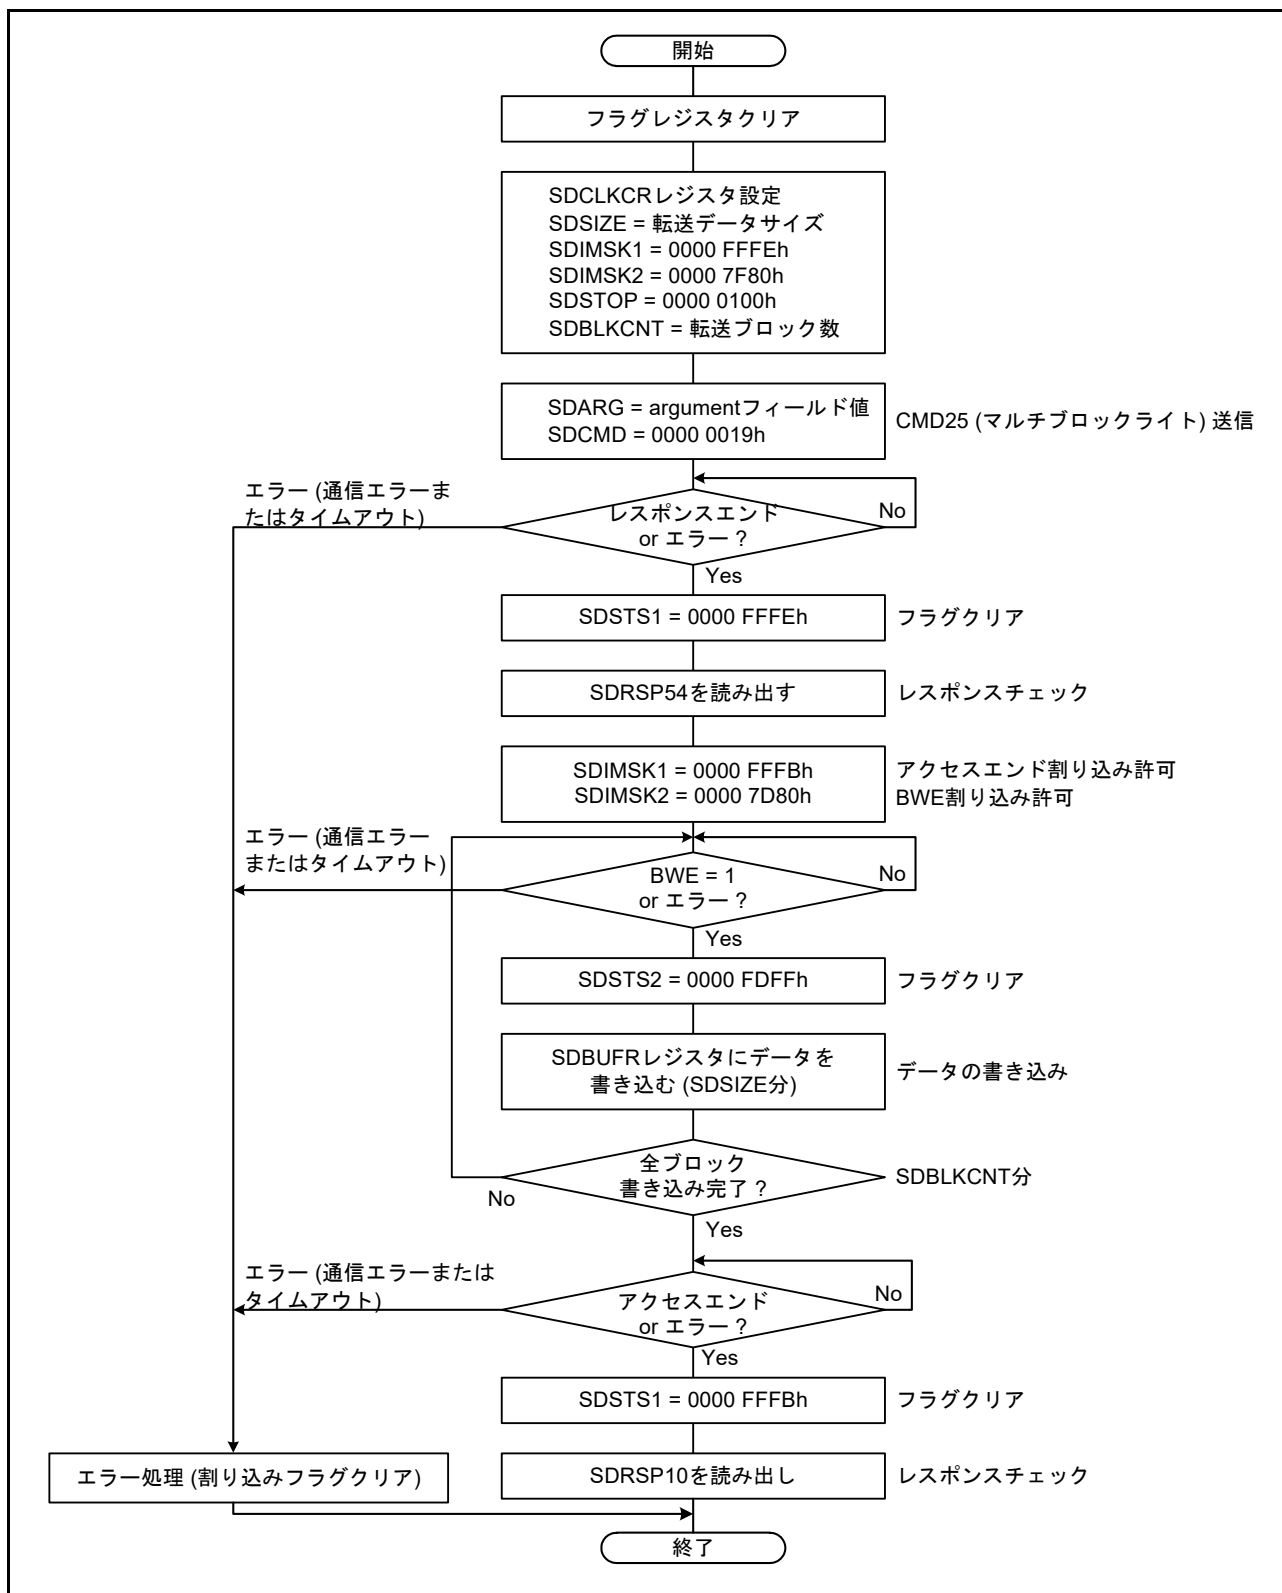 開始
フラグレジスタクリア
SDCLKCRレジスタ設定
SDSIZE = 転送データサイズ
SDIMSK1 = 0000 FFFEh
SDIMSK2 = 0000 7F80h
SDSTOP = 0000 0100h
SDBLKCNT = 転送ブロック数
SDARG = argumentフィールド値
SDCMD = 0000 0019h
CMD25 (マルチブロックライト) 送信
エラー (通信エラーま
たはタイムアウト)
レスポンスエンド
or エラー ?
No
Yes
SDSTS1 = 0000 FFFEh
フラグクリア
SDRSP54を読み出す
レスポンスチェック
SDIMSK1 = 0000 FFFBh
SDIMSK2 = 0000 7D80h
アクセスエンド割り込み許可
BWE割り込み許可
エラー (通信エラー
またはタイムアウト)
BWE = 1
or エラー ?
No
Yes
SDSTS2 = 0000 FDFFh
フラグクリア
SDBUFRレジスタにデータを
書き込む (SDSIZE分)
データの書き込み
全ブロック
書き込み完了 ?
SDBLKCNT分
No
Yes
エラー (通信エラーまたは
タイムアウト)
アクセスエンド
or エラー ?
No
Yes
SDSTS1 = 0000 FFFBh
フラグクリア
エラー処理 (割り込みフラグクリア)
SDRSP10を読み出し
レスポンスチェック
終了